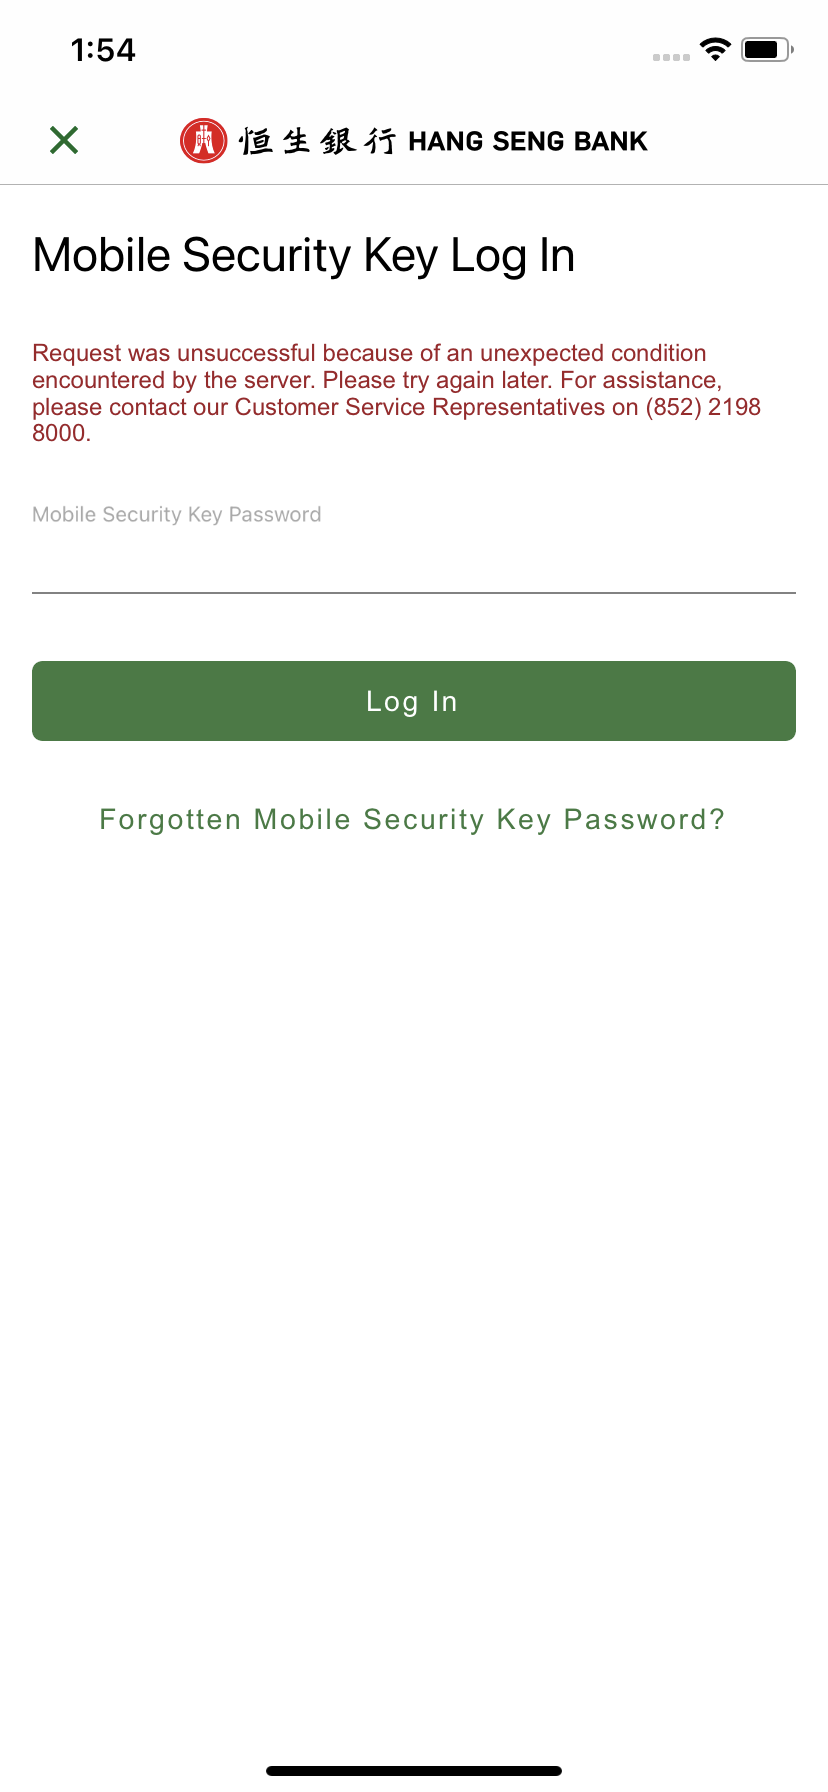 1:54
恒生銀行 HANG SENG BANK
Mobile Security Key Log In
Request was unsuccessful because of an unexpected condition
encountered by the server. Please try again later. For assistance,
please contact our Customer Service Representatives on (852) 2198
8000.
Mobile Security Key Password
Log In
Forgotten Mobile Security Key Password?